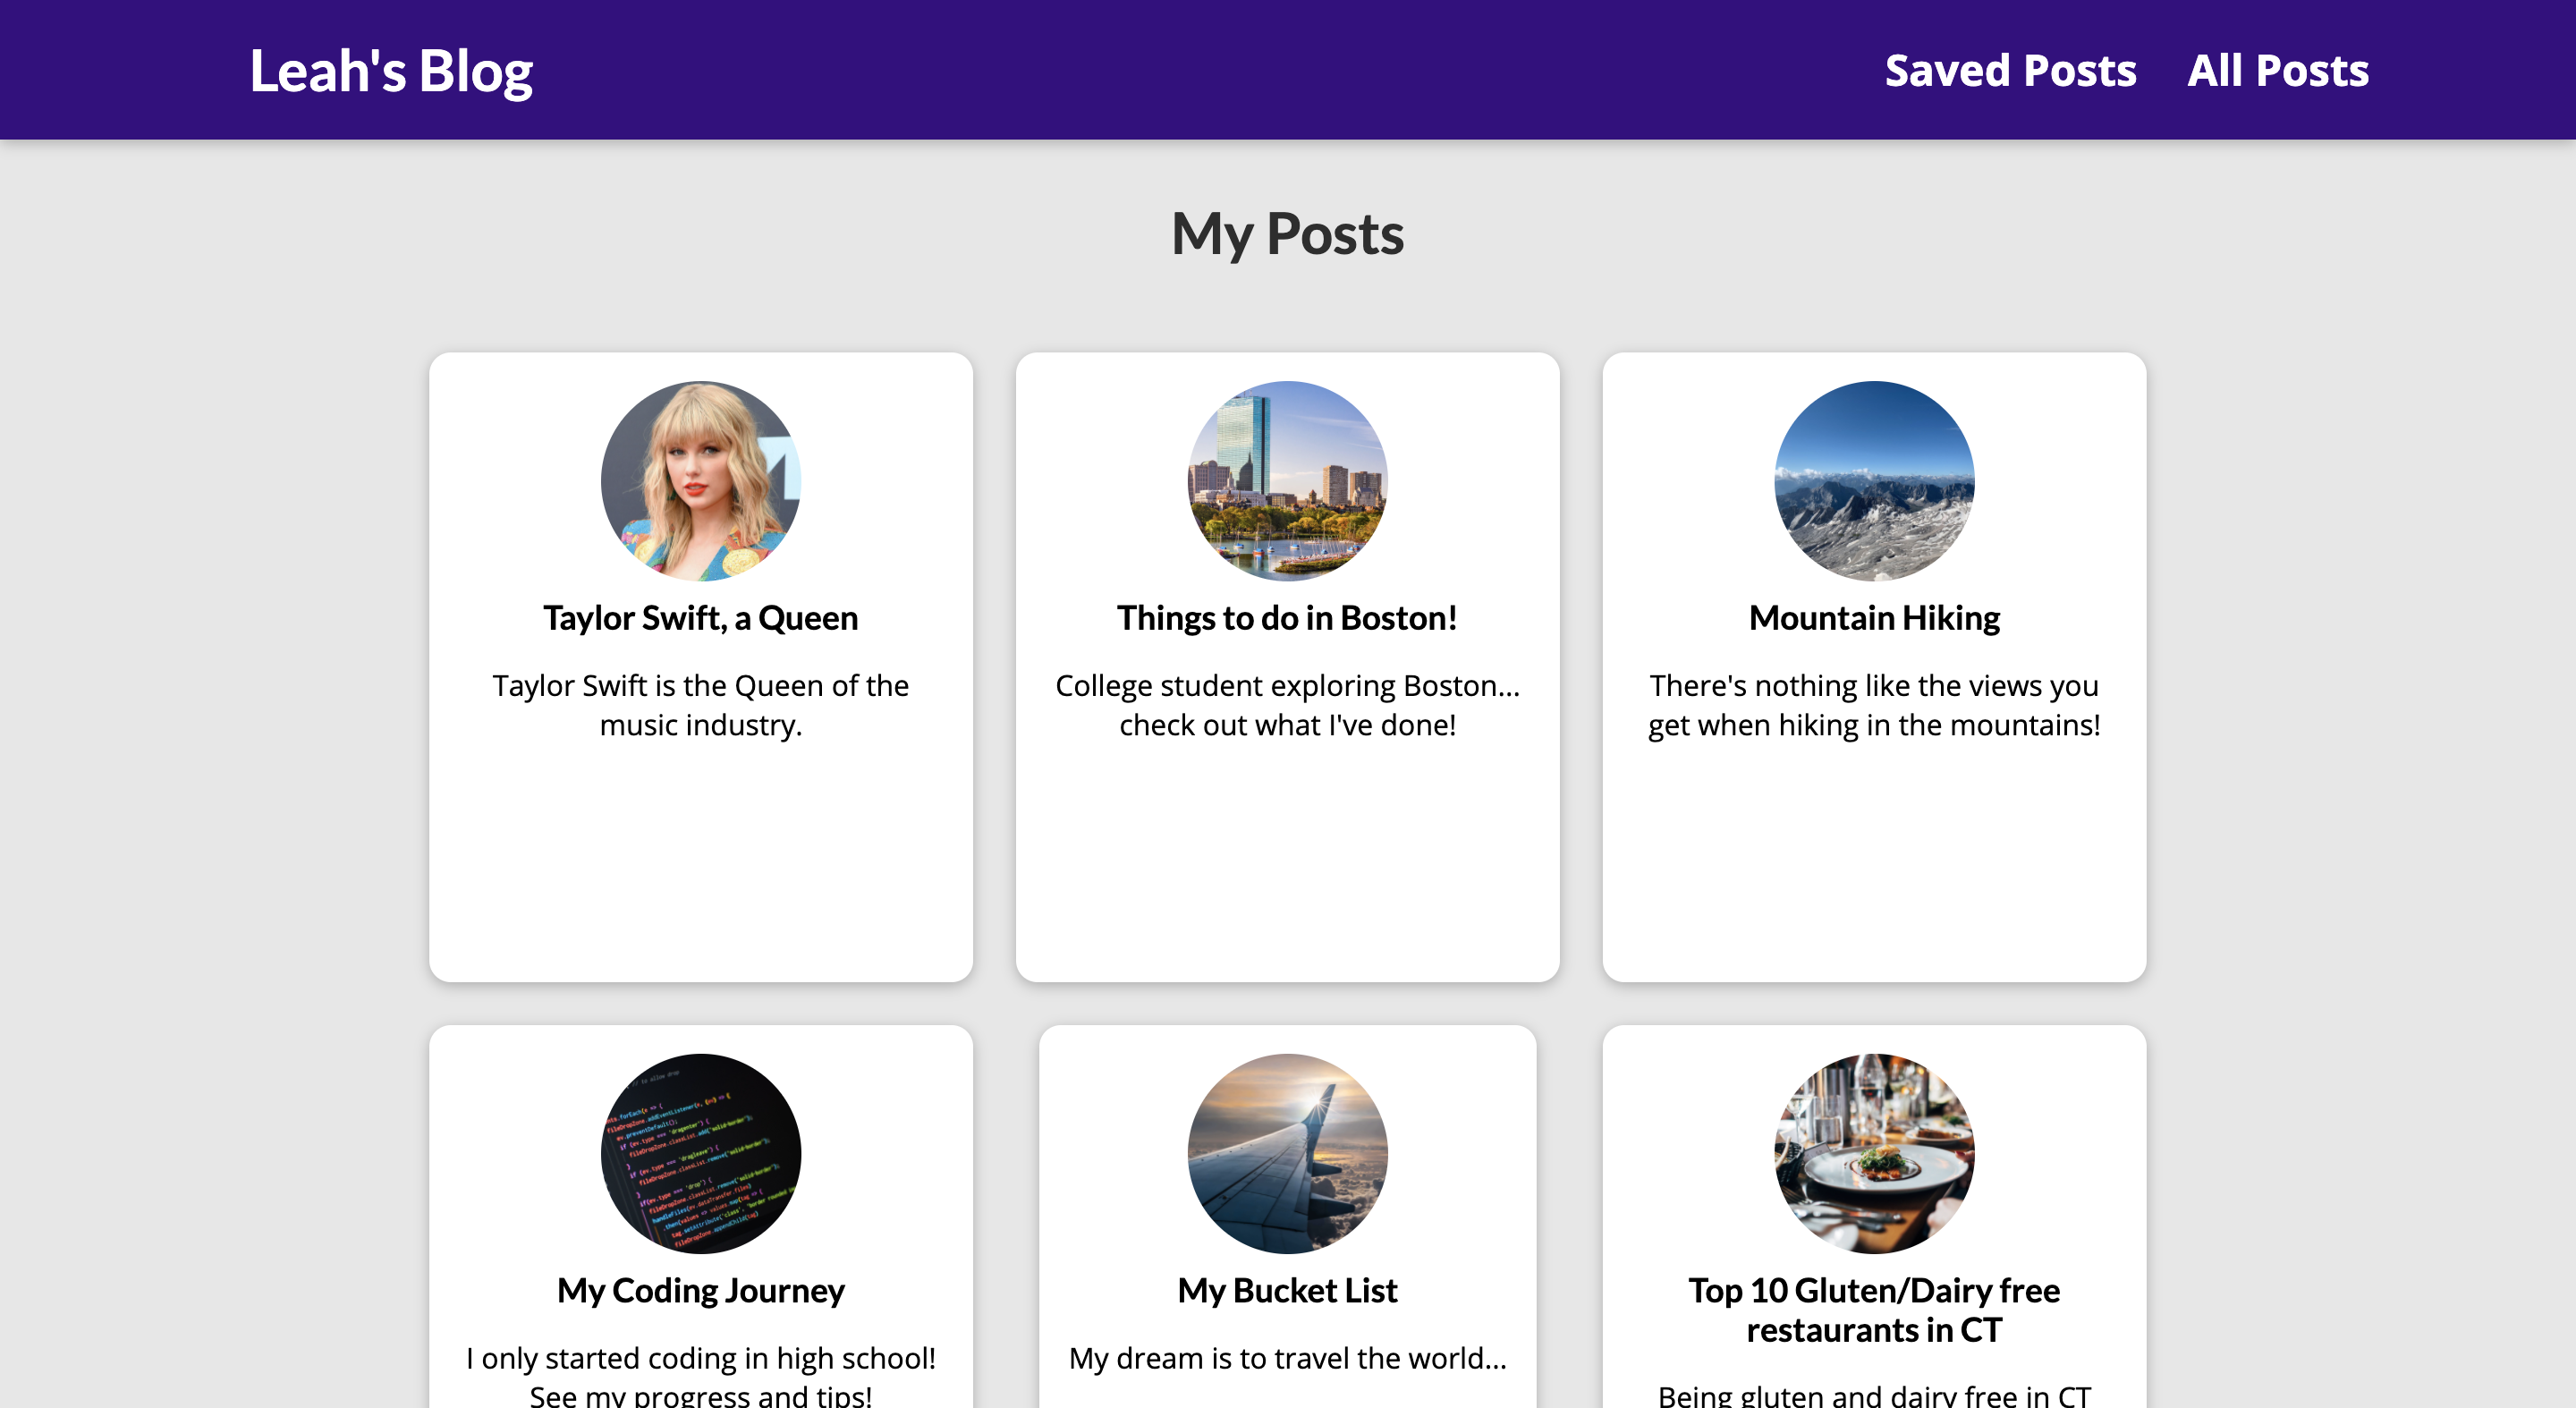 Leah's Blog
Saved Posts
All Posts
My Posts
Taylor Swift, a Queen
Taylor Swift is the Queen of the
music industry.
Things to do in Boston!
College student exploring Boston...
check out what I've done!
Mountain Hiking
There's nothing like the views you
get when hiking in the mountains!
My Coding Journey
I only started coding in high school!
See my progress and tips!
My Bucket List
My dream is to travel the world...
Top 10 Gluten/Dairy free
restaurants in CT
Being gluten and dairy free in CT